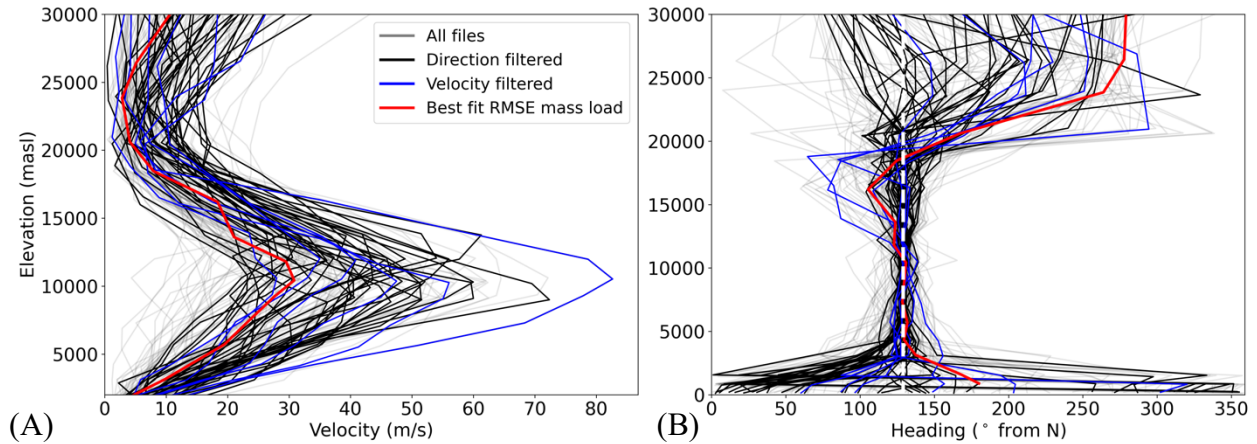 30000
25000
20000
15000
10000
5000
Elevation (masl)
0 10 20 30 40 50 60 70 80
Velocity (m/s)
All files
Direction filtered
Velocity filtered
Best fit RMSE mass load
(A)
30000
25000
20000
15000
10000
5000
0
0 50 100 150 200 250 300 350
Heading (° from N)
(B)